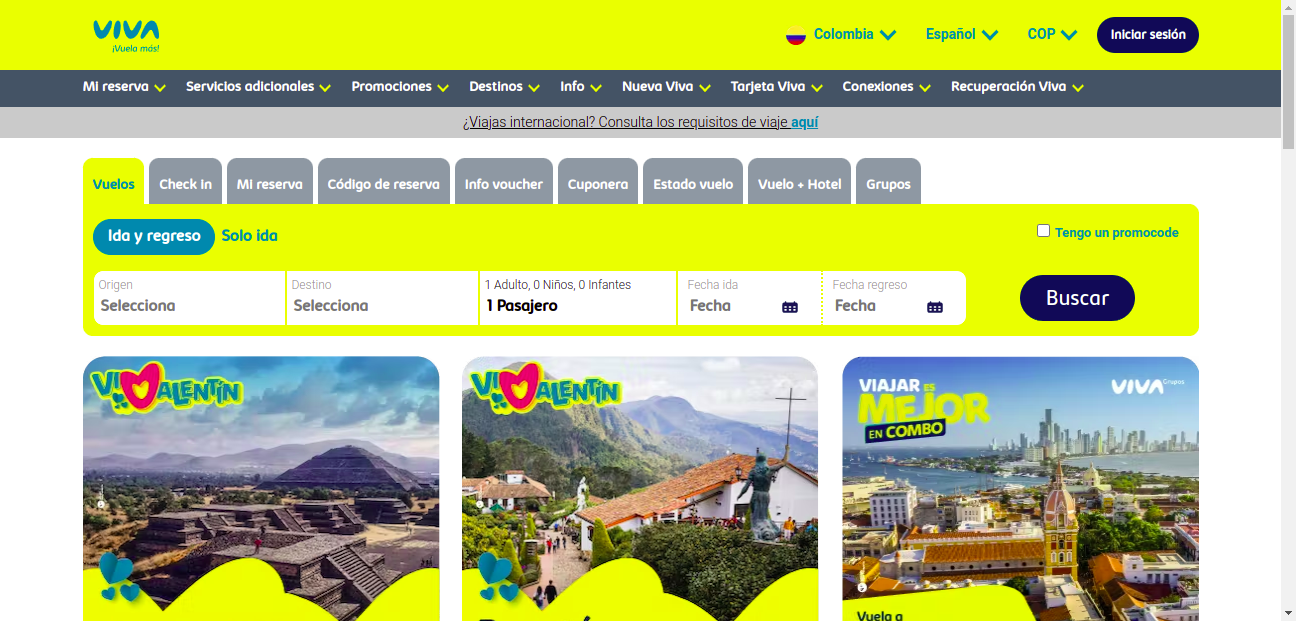 VIVA
¡Vuela más!
Colombia
Español
COP
Iniciar sesión
Mi reserva
Servicios adicionales
Promociones
Destinos
Info
Nueva Viva
Tarjeta Viva
Conexiones
Recuperación Viva
¿Viajas internacional? Consulta los requisitos de viaje aquí
Vuelos
Check In
Mi reserva
Código de reserva
Info voucher
Cuponera
Estado vuelo
Vuelo + Hotel
Grupos
Ida y regreso
Solo ida
Tengo un promocode
Origen
Selecciona
Destino
Selecciona
1 Adulto, 0 Niños, 0 Infantes
1 Pasajero
Fecha ida
Fecha
Fecha regreso
Fecha
Buscar
VIVALENTÍN
VIVALENTÍN
VIAJAR ES
MEJOR
EN COMBO
VIVA Grupos
Vuela a